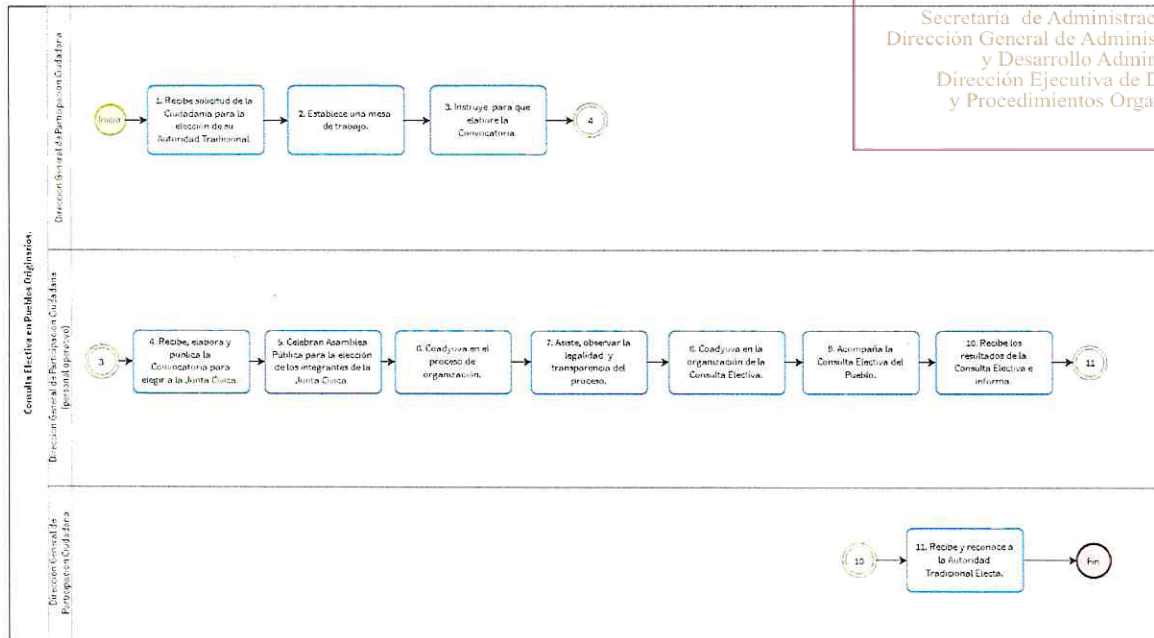 Secretaría de Administrac
Dirección General de Adminis
y Desarrollo Admin
Dirección Ejecutiva de D
y Procedimientos Orga
Consulta Electiva en Pueblos Originarios.
Dirección General de Participación Ciudadana
Inicio
1. Recibe solicitud de la
Ciudadanía para la
elección de su
Autoridad Tradicional.
2. Establece una mesa
de trabajo.
3. Instruye para que
elabore la
Convocatoria.
4
Dirección General de Participación Ciudadana
(personal operativo)
3
4. Recibe, elabora y
publica la
Convocatoria para
elegir a la Junta Cívica.
5. Celebran Asamblea
Pública para la elección
de los integrantes de la
Junta Cívica.
6. Coadyuva en el
proceso de
organización.
7. Asiste, observar la
legalidad y
transparencia del
proceso.
8. Coadyuva en la
organización de la
Consulta Electiva.
9. Acompaña la
Consulta Electiva del
Pueblo.
10. Recibe los
resultados de la
Consulta Electiva e
informa.
11
Dirección General de
Participación Ciudadana
10
11. Recibe y reconoce a
la Autoridad
Tradicional Electa.
Fin